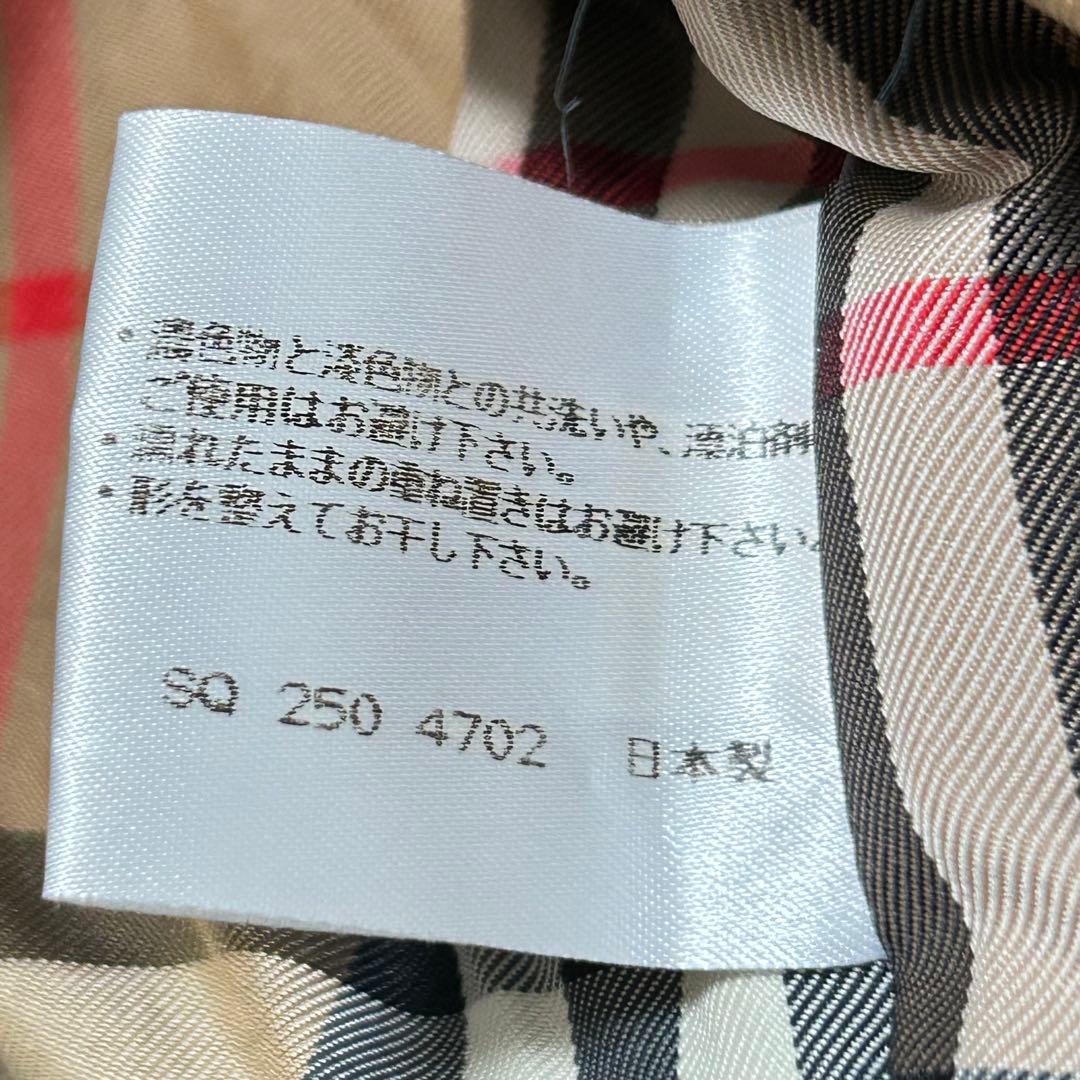 ・濃色物と淡色物との共洗いや、漂泊剤
ご使用はお避け下さい。
・濡れたままの重ね置きはお避け下さい。
・形を整えてお干し下さい。
SQ 250 4702 日本製